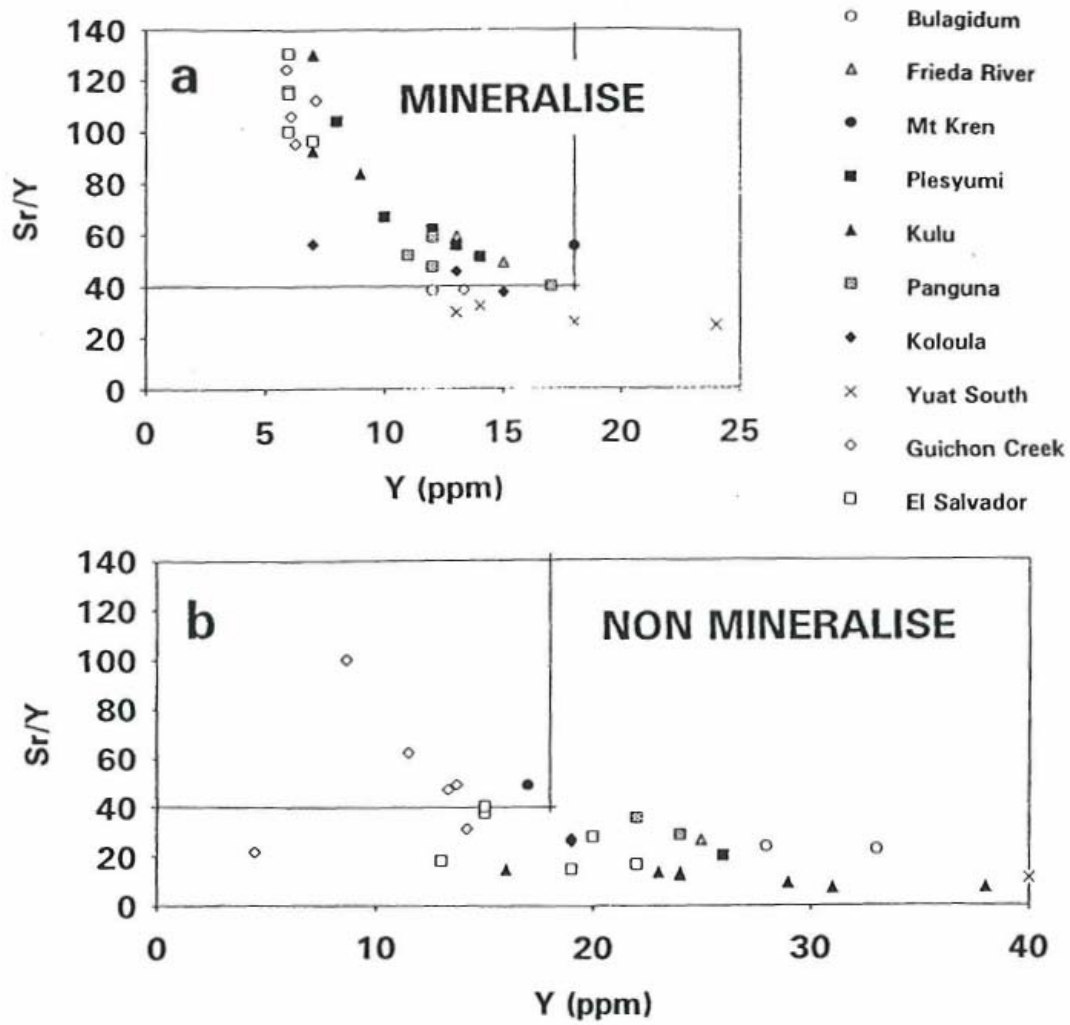 140
120
100
80
60
40
20
0
Sr/Y
a
MINERALISE
0 5 10 15 20 25
Y (ppm)
Bulagidum
Frieda River
Mt Kren
Plesyumi
Kulu
Panguna
Koloula
Yuat South
Guichon Creek
El Salvador
140
120
100
80
60
40
20
0
Sr/Y
b
NON MINERALISE
0 10 20 30 40
Y (ppm)